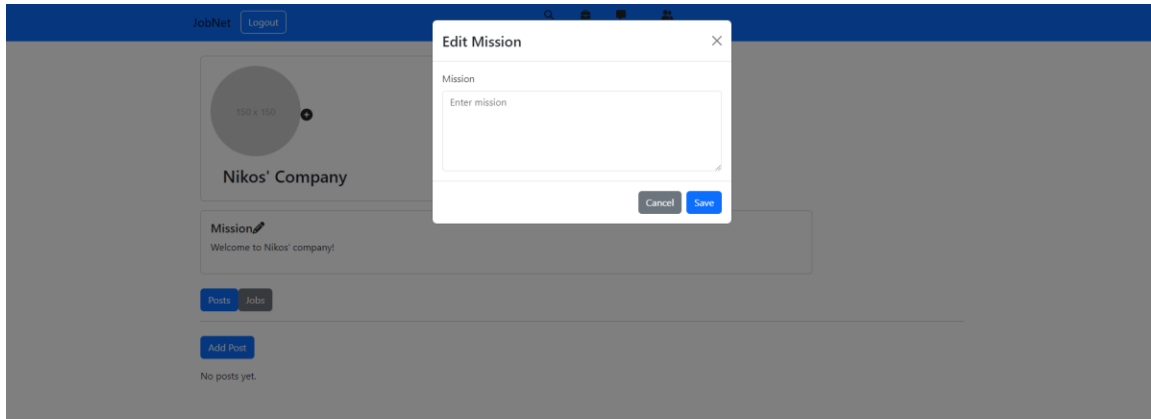 JobNet Logout
Edit Mission
Mission
Enter mission
Cancel Save
150 x 150
Nikos' Company
Mission
Welcome to Nikos' company!
Posts Jobs
Add Post
No posts yet.